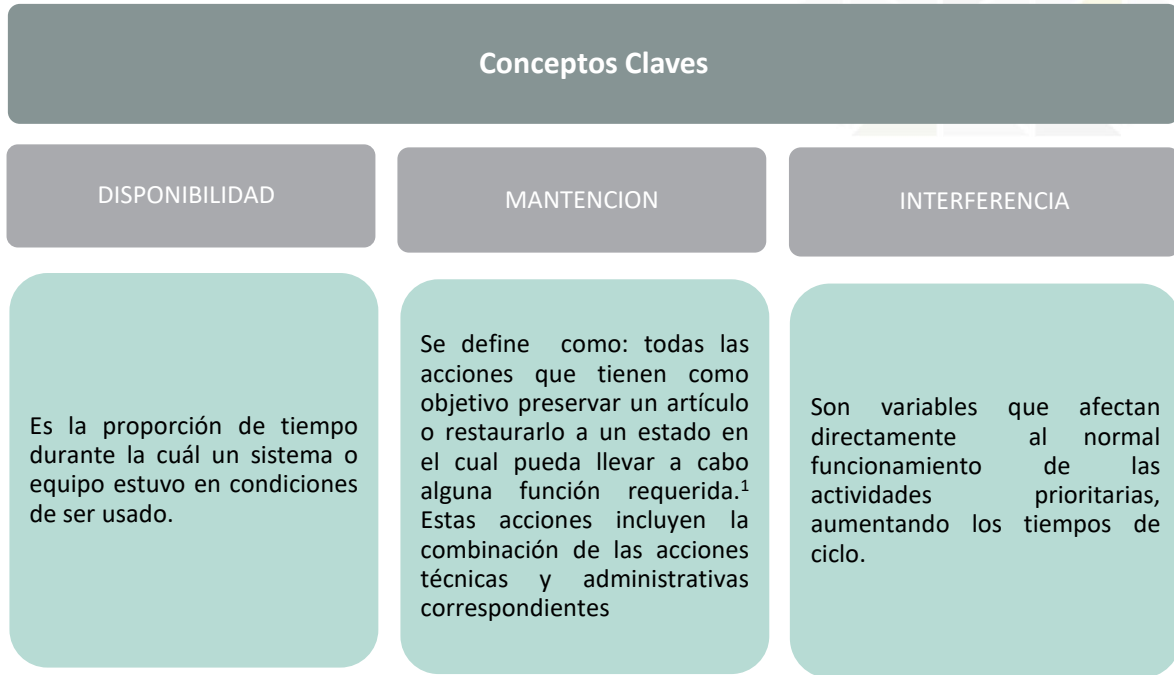 Conceptos Claves
DISPONIBILIDAD
MANTENCION
INTERFERENCIA
Es la proporción de tiempo
durante la cuál un sistema o
equipo estuvo en condiciones
de ser usado.
Se define como: todas las
acciones que tienen como
objetivo preservar un artículo
o restaurarlo a un estado en
el cual pueda llevar a cabo
alguna función requerida.¹
Estas acciones incluyen la
combinación de las acciones
técnicas y administrativas
correspondientes
Son variables que afectan
directamente al normal
funcionamiento de las
actividades prioritarias,
aumentando los tiempos de
ciclo.